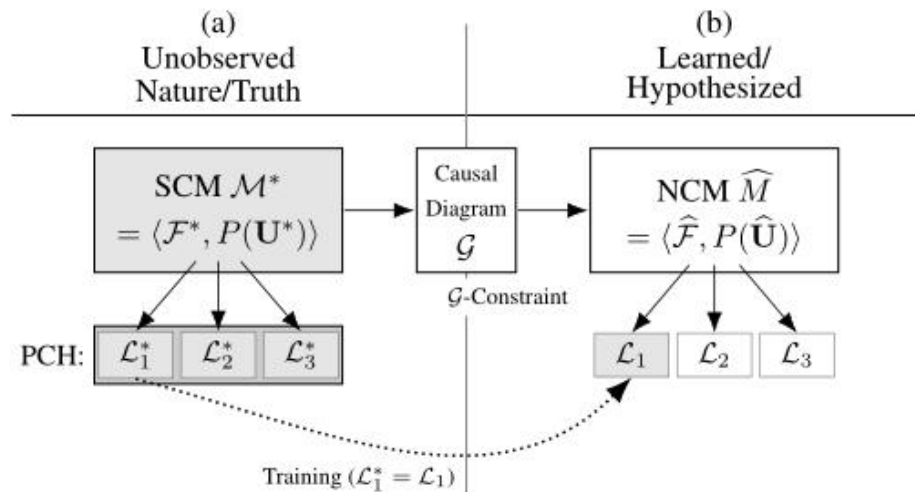 (a)
Unobserved
Nature/Truth
(b)
Learned/
Hypothesized
SCM ℳ*
= ⟨ℱ*, P(U*)⟩
Causal
Diagram
𝒢
NCM M̂
= ⟨ℱ̂, P(Û)⟩
𝒢-Constraint
PCH:
ℒ₁*
ℒ₂*
ℒ₃*
ℒ₁
ℒ₂
ℒ₃
Training (ℒ₁* = ℒ₁)